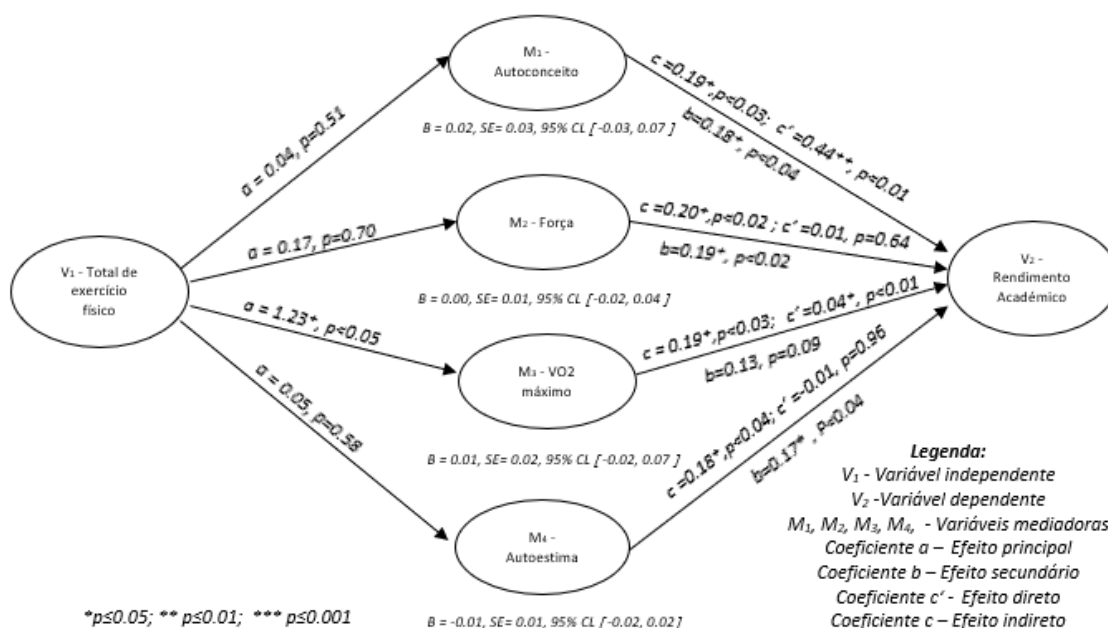 M₁ -
Autoconceito
B = 0.02, SE= 0.03, 95% CL [ -0.03, 0.07 ]
a = 0.04, p=0.51
c =0.19⁺,p<0.03; c´=0.44⁺⁺, p<0.01
b=0.18⁺, p<0.04
M₂ - Força
B = 0.00, SE= 0.01, 95% CL [ -0.02, 0.04 ]
a = 0.17, p=0.70
c =0.20⁺,p<0.02 ; c´=0.01, p=0.64
b=0.19⁺, p<0.02
V₁ - Total de
exercício
físico
V₂ -
Rendimento
Académico
a = 1.23⁺, p<0.05
M₃ - VO2
máximo
B = 0.01, SE= 0.02, 95% CL [ -0.02, 0.07 ]
c = 0.19⁺,p<0.03; c´=0.04⁺, p<0.01
b=0.13, p=0.09
a = 0.05, p=0.58
M₄ -
Autoestima
B = -0.01, SE= 0.01, 95% CL [ -0.02, 0.02]
c =0.18⁺,p<0.04; c´=-0.01, p=0.96
b=0.17⁺ , P<0.04
Legenda:
V₁ - Variável independente
V₂ -Variável dependente
M₁, M₂, M₃, M₄, - Variáveis mediadoras
Coeficiente a – Efeito principal
Coeficiente b – Efeito secundário
Coeficiente c´ - Efeito direto
Coeficiente c – Efeito indireto
*p≤0.05; ** p≤0.01; *** p≤0.001